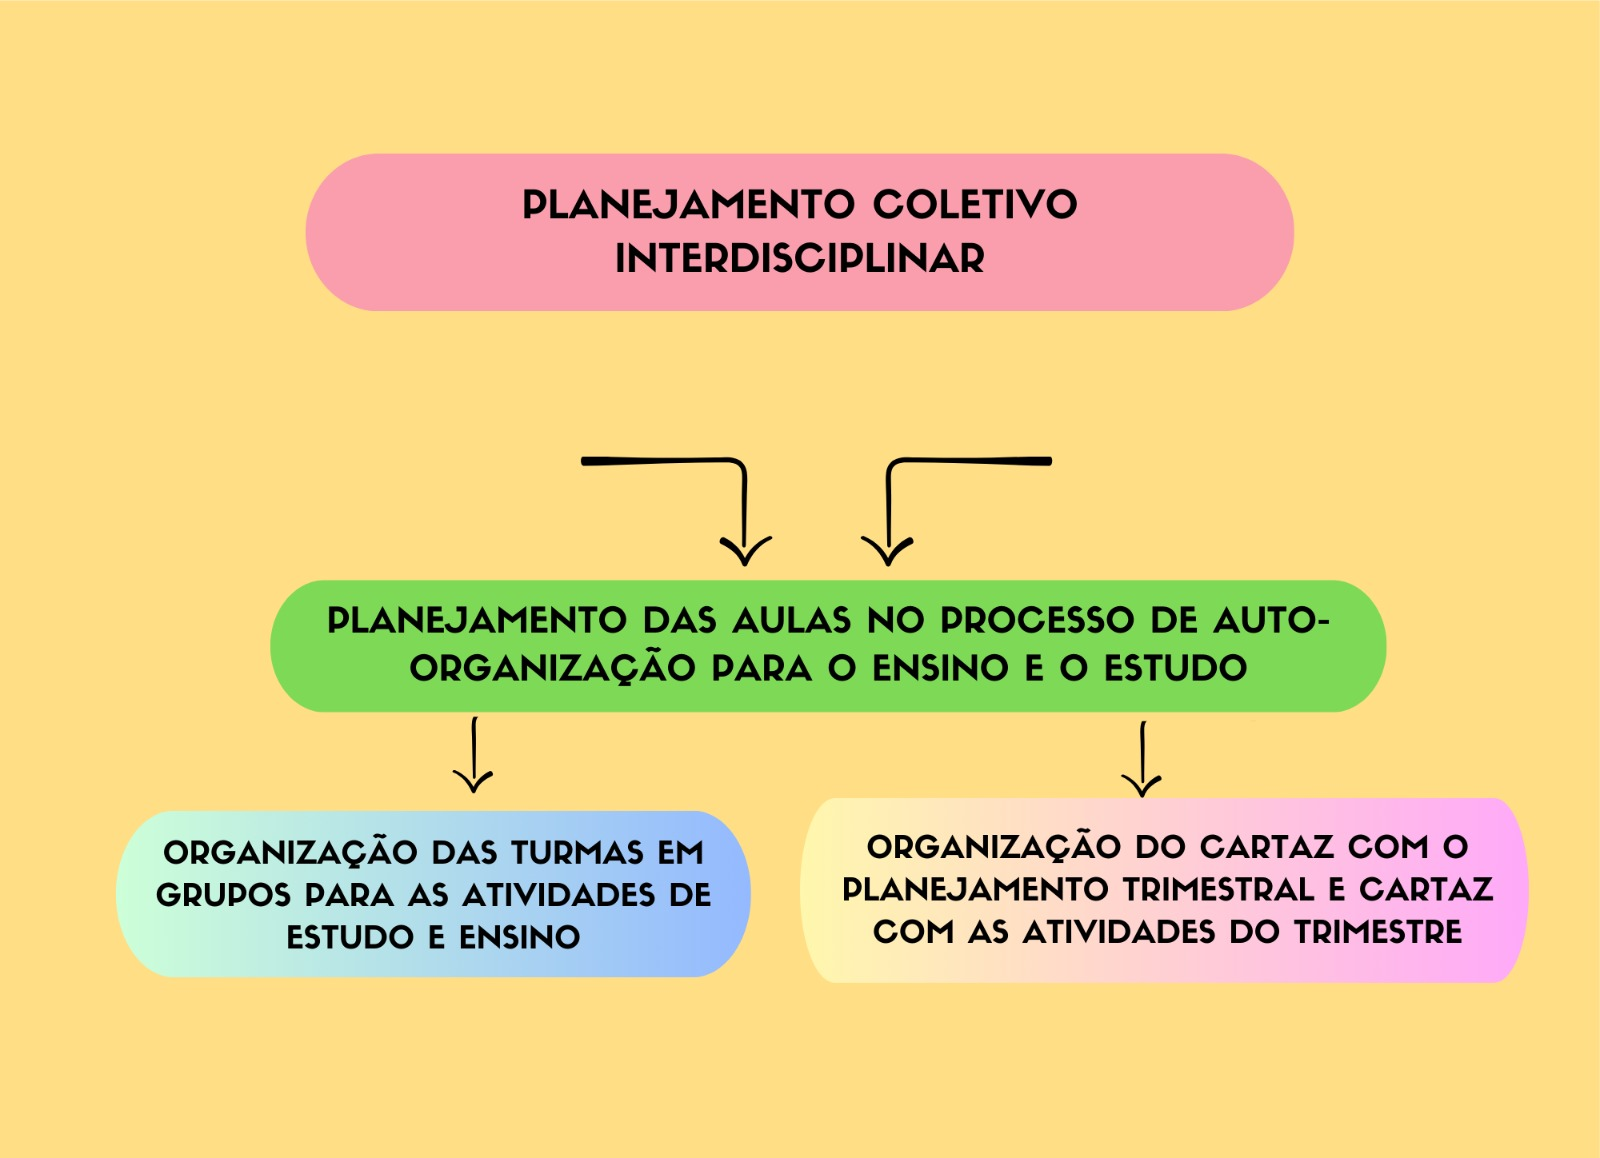 PLANEJAMENTO COLETIVO
INTERDISCIPLINAR
PLANEJAMENTO DAS AULAS NO PROCESSO DE AUTO-
ORGANIZAÇÃO PARA O ENSINO E O ESTUDO
ORGANIZAÇÃO DAS TURMAS EM
GRUPOS PARA AS ATIVIDADES DE
ESTUDO E ENSINO
ORGANIZAÇÃO DO CARTAZ COM O
PLANEJAMENTO TRIMESTRAL E CARTAZ
COM AS ATIVIDADES DO TRIMESTRE